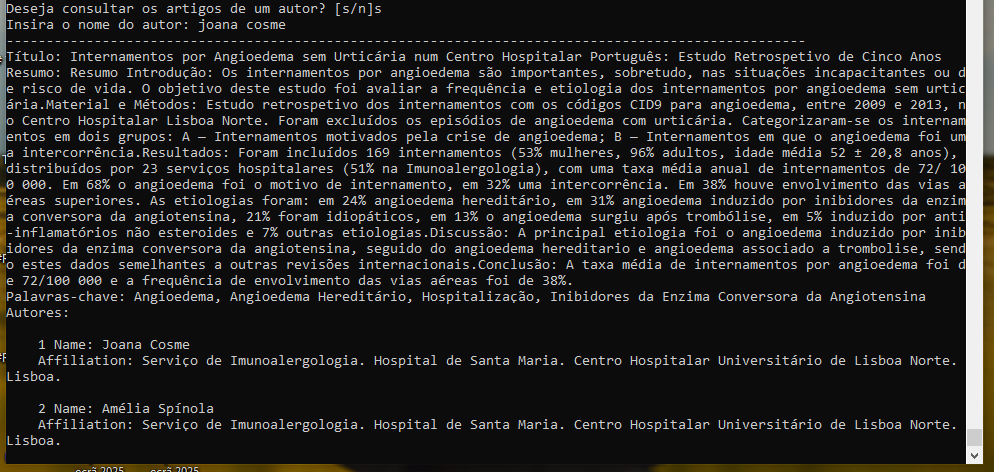 Deseja consultar os artigos de um autor? [s/n]s
Insira o nome do autor: joana cosme
----------------------------------------------------------------------------------------------------
Título: Internamentos por Angioedema sem Urticária num Centro Hospitalar Português: Estudo Retrospetivo de Cinco Anos
Resumo: Resumo Introdução: Os internamentos por angioedema são importantes, sobretudo, nas situações incapacitantes ou d
e risco de vida. O objetivo deste estudo foi avaliar a frequência e etiologia dos internamentos por angioedema sem urtic
ária.Material e Métodos: Estudo retrospetivo dos internamentos com os códigos CID9 para angioedema, entre 2009 e 2013, n
o Centro Hospitalar Lisboa Norte. Foram excluídos os episódios de angioedema com urticária. Categorizaram-se os internam
entos em dois grupos: A – Internamentos motivados pela crise de angioedema; B – Internamentos em que o angioedema foi um
a intercorrência.Resultados: Foram incluídos 169 internamentos (53% mulheres, 96% adultos, idade média 52 ± 20,8 anos),
distribuídos por 23 serviços hospitalares (51% na Imunoalergologia), com uma taxa média anual de internamentos de 72/ 10
0 000. Em 68% o angioedema foi o motivo de internamento, em 32% uma intercorrência. Em 38% houve envolvimento das vias a
éreas superiores. As etiologias foram: em 24% angioedema hereditário, em 31% angioedema induzido por inibidores da enzim
a conversora da angiotensina, 21% foram idiopáticos, em 13% o angioedema surgiu após trombólise, em 5% induzido por anti
-inflamatórios não esteroides e 7% outras etiologias.Discussão: A principal etiologia foi o angioedema induzido por inib
idores da enzima conversora da angiotensina, seguido do angioedema hereditario e angioedema associado a trombolise, send
o estes dados semelhantes a outras revisões internacionais.Conclusão: A taxa média de internamentos por angioedema foi d
e 72/100 000 e a frequência de envolvimento das vias aéreas foi de 38%.
Palavras-chave: Angioedema, Angioedema Hereditário, Hospitalização, Inibidores da Enzima Conversora da Angiotensina
Autores:
1 Name: Joana Cosme
Affiliation: Serviço de Imunoalergologia. Hospital de Santa Maria. Centro Hospitalar Universitário de Lisboa Norte.
Lisboa.
2 Name: Amélia Spínola
Affiliation: Serviço de Imunoalergologia. Hospital de Santa Maria. Centro Hospitalar Universitário de Lisboa Norte.
Lisboa.